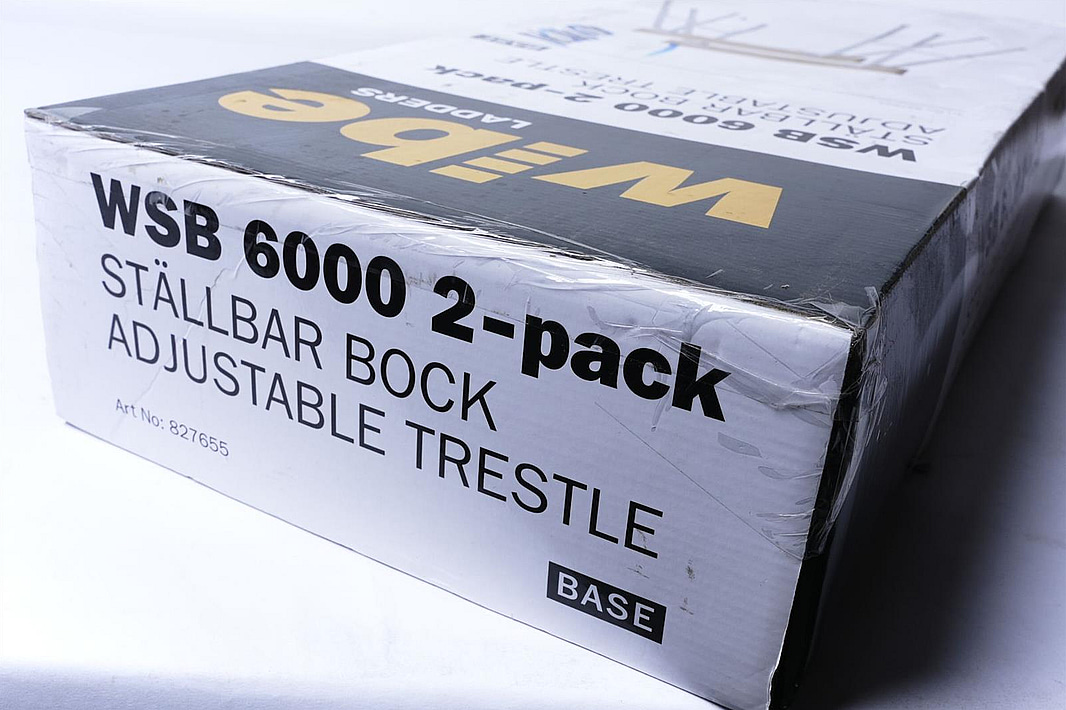 WSB 6000 2-pack
STÄLLBAR BOCK
ADJUSTABLE TRESTLE
Art No: 827655
BASE
wibe
LADDERS
WSB 6000 2-pack
STÄLLBAR BOCK
ADJUSTABLE TRESTLE